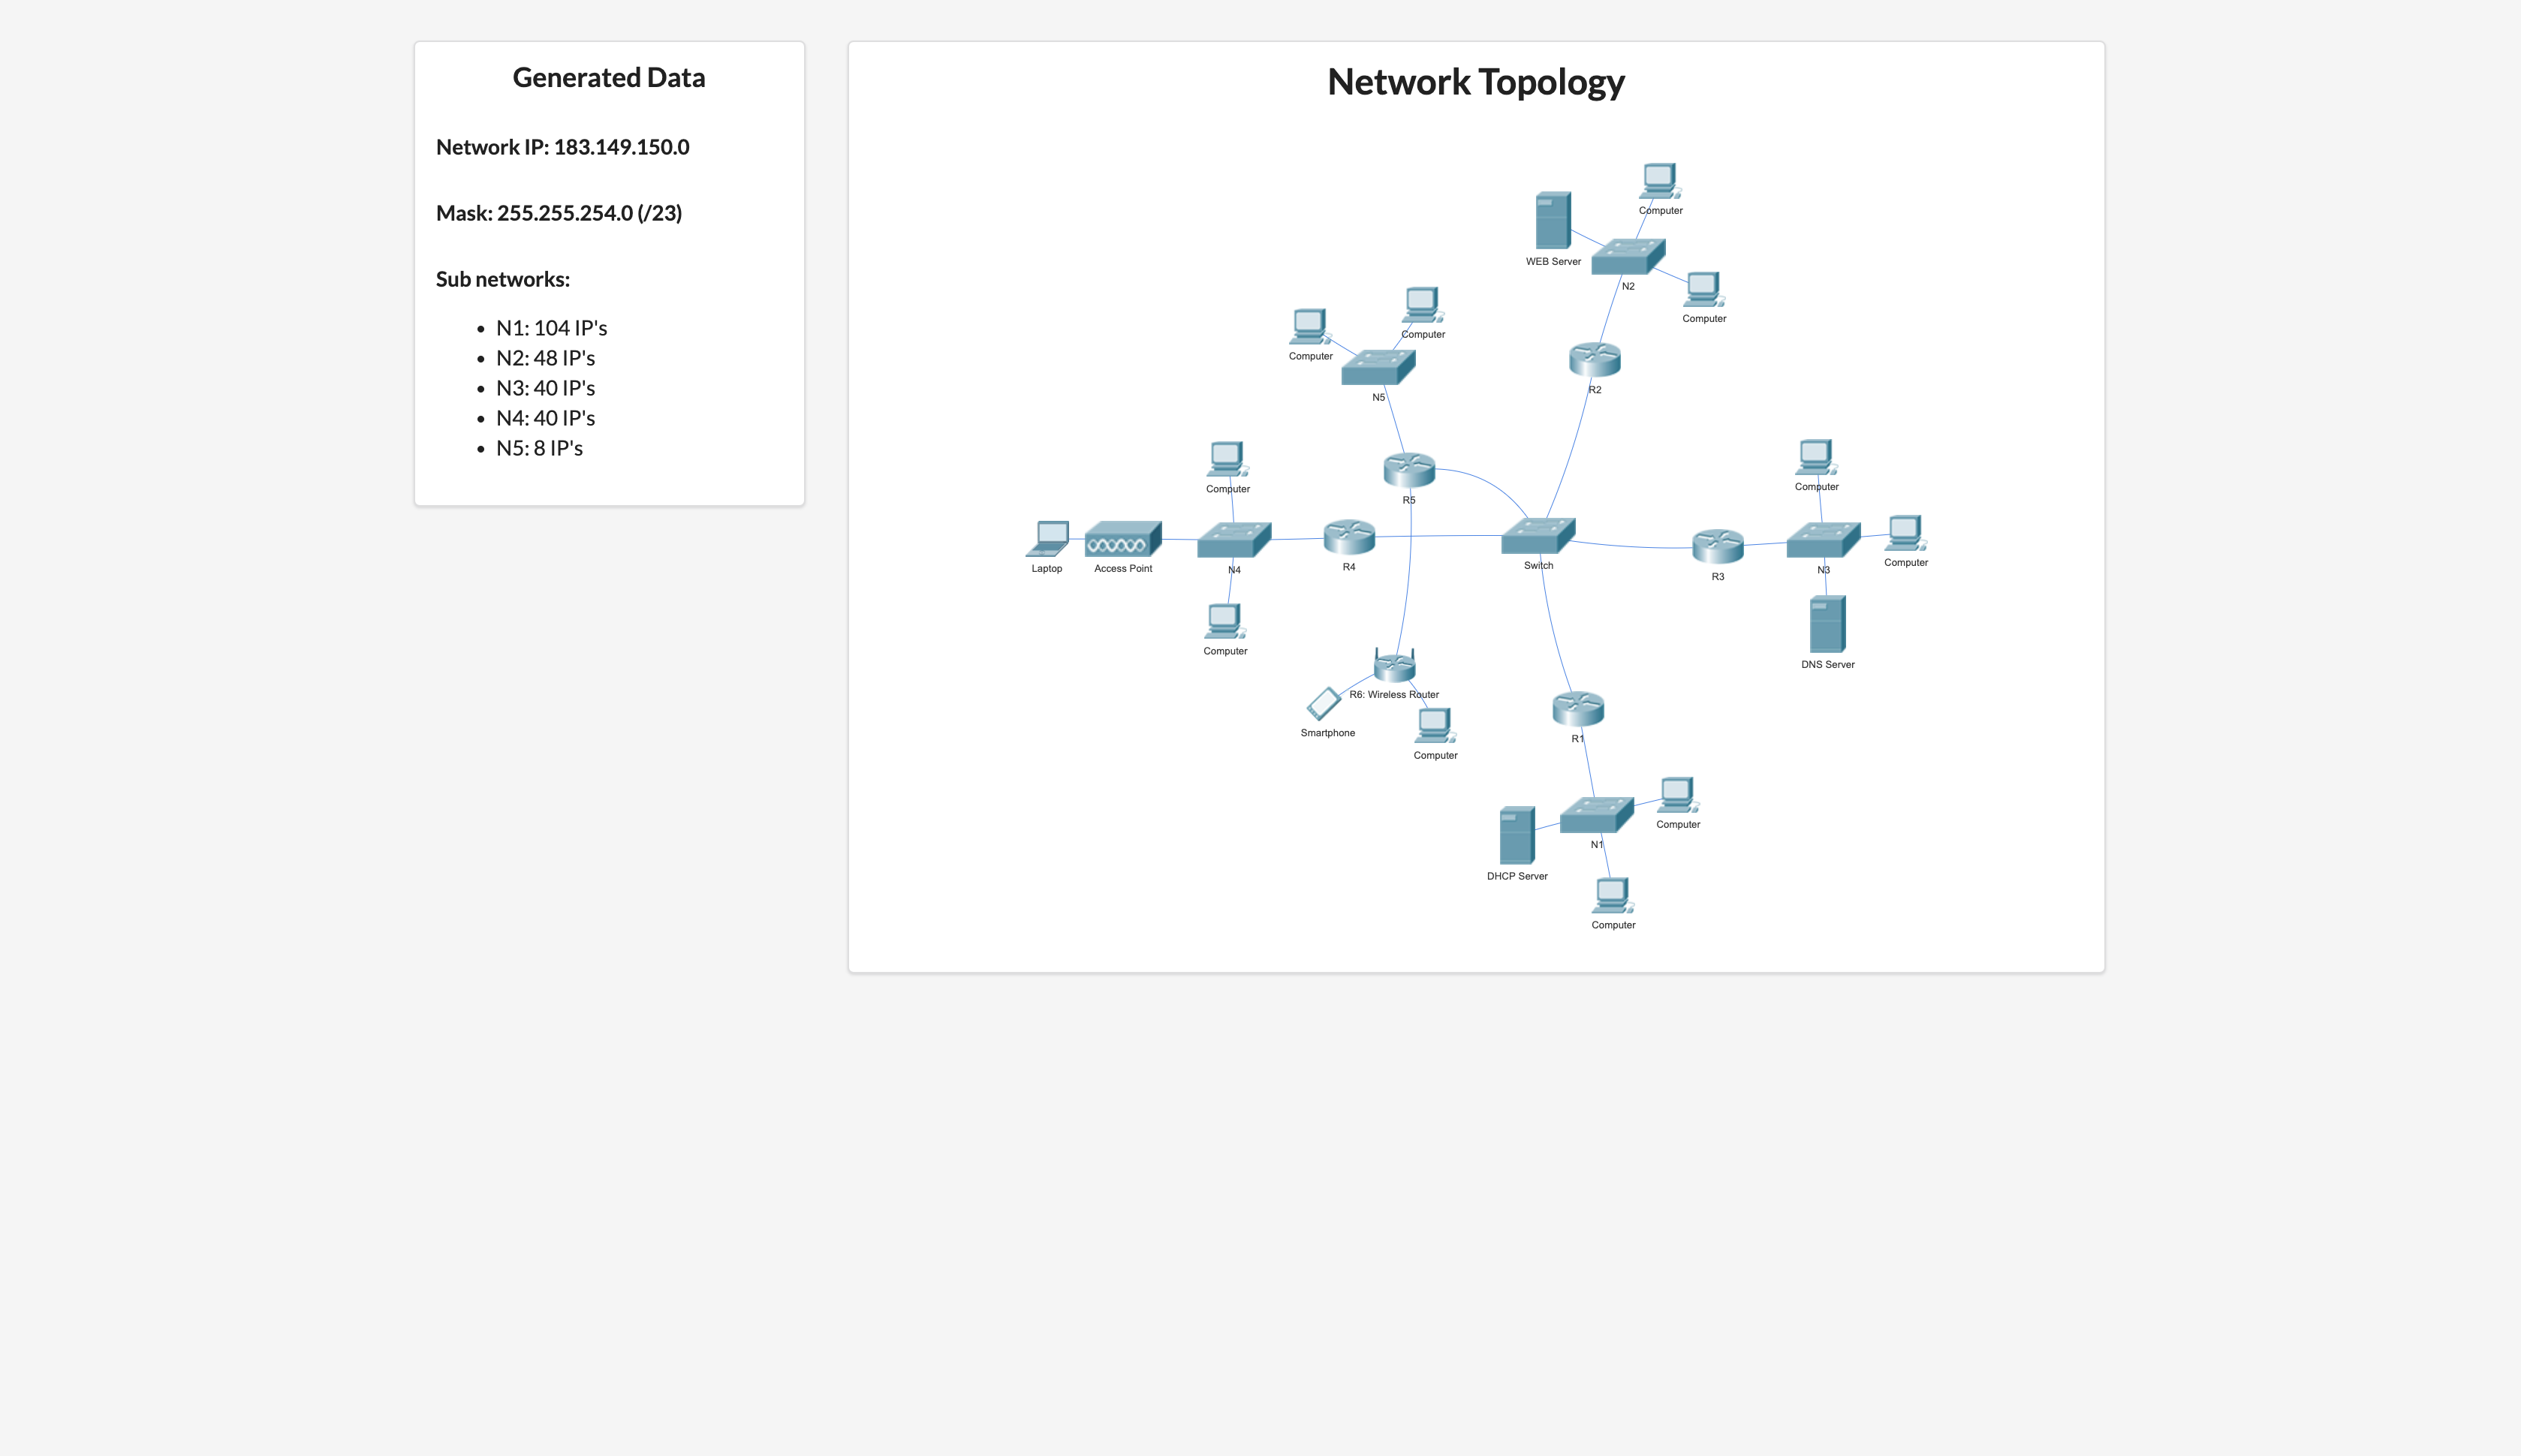 Generated Data
Network IP: 183.149.150.0
Mask: 255.255.254.0 (/23)
Sub networks:
N1: 104 IP's
N2: 48 IP's
N3: 40 IP's
N4: 40 IP's
N5: 8 IP's
Network Topology
Computer
WEB Server
N2
Computer
Computer
Computer
N5
R2
Computer
Computer
R5
Computer
Laptop
Access Point
N4
R4
Switch
R3
N3
Computer
Computer
DNS Server
R6: Wireless Router
Smartphone
Computer
R1
Computer
N1
DHCP Server
Computer